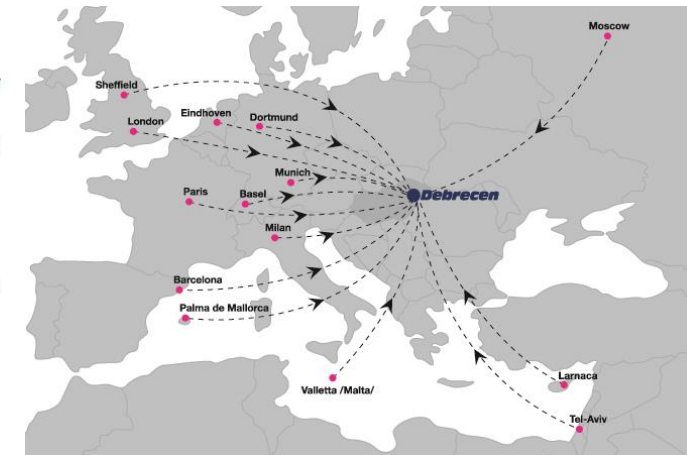 Moscow
Sheffield
London
Eindhoven
Dortmund
Munich
Paris
Basel
Debrecen
Milan
Barcelona
Palma de Mallorca
Valletta /Malta/
Larnaca
Tel-Aviv